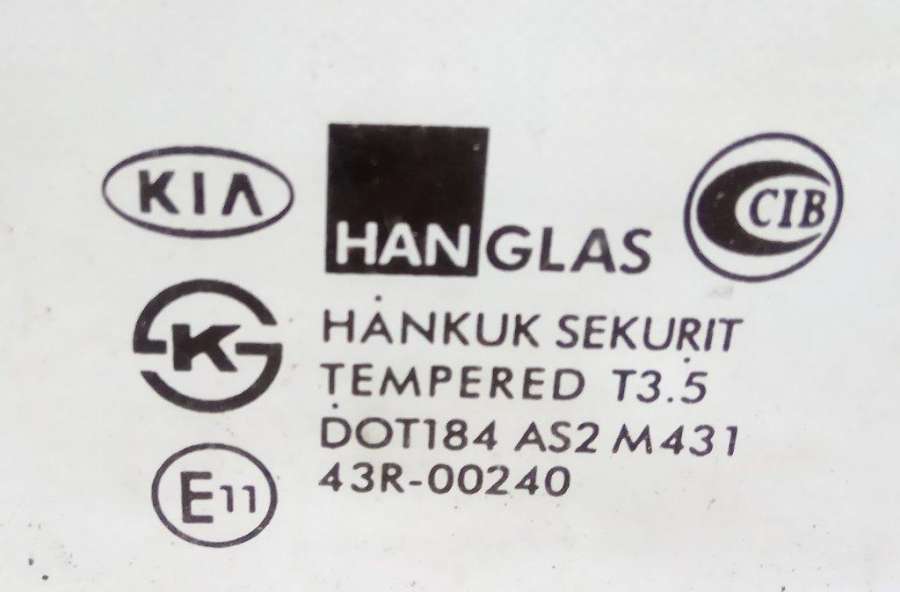 KIA
HANGLAS
CIB
K
HANKUK SEKURIT
TEMPERED T3.5
DOT184 AS2 M431
43R-00240
E11